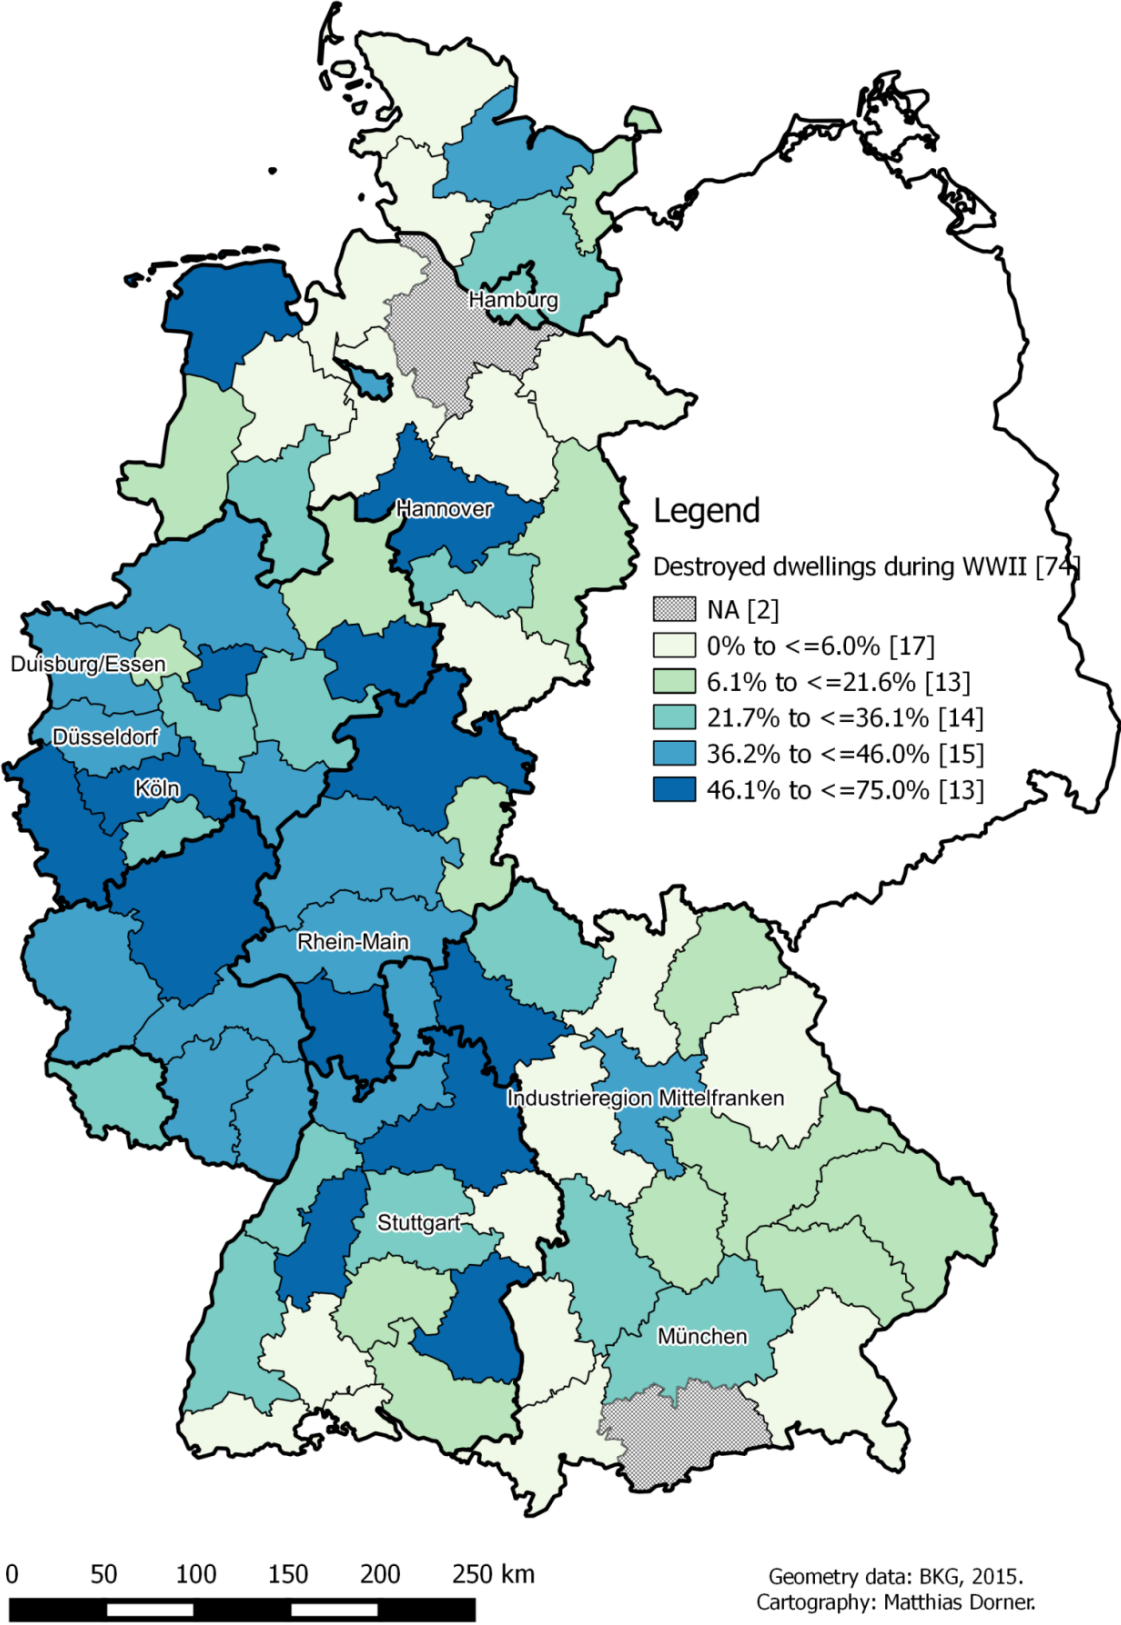 Hamburg
Hannover
Legend
Destroyed dwellings during WWII [74]
NA [2]
0% to <=6.0% [17]
6.1% to <=21.6% [13]
21.7% to <=36.1% [14]
36.2% to <=46.0% [15]
46.1% to <=75.0% [13]
Duisburg/Essen
Düsseldorf
Köln
Rhein-Main
Industrieregion Mittelfranken
Stuttgart
München
0 50 100 150 200 250 km
Geometry data: BKG, 2015.
Cartography: Matthias Dorner.